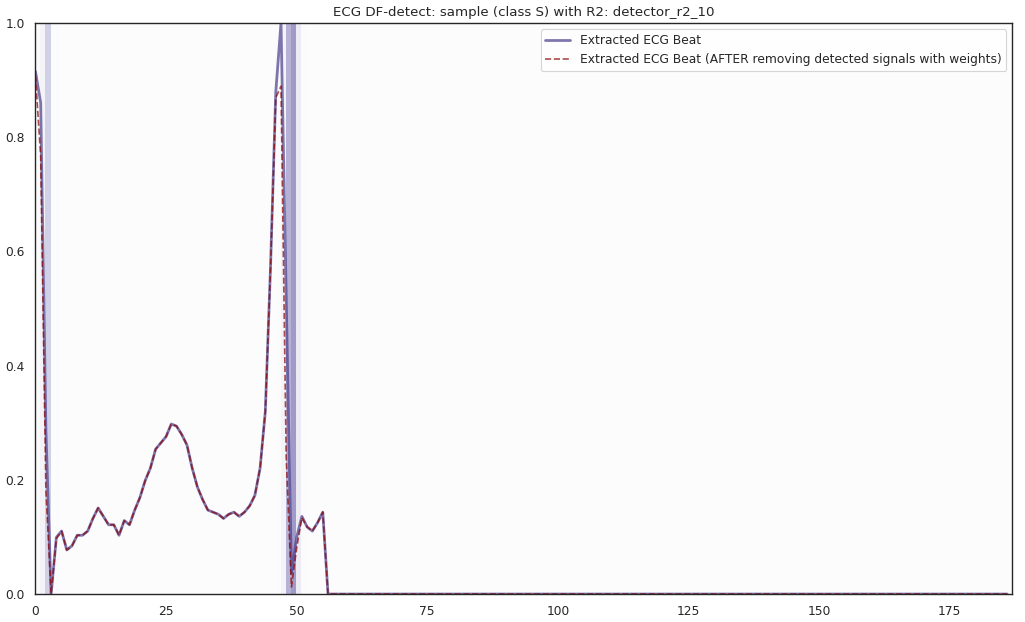 ECG DF-detect: sample (class S) with R2: detector_r2_10
Extracted ECG Beat
Extracted ECG Beat (AFTER removing detected signals with weights)
1.0
0.8
0.6
0.4
0.2
0.0
0 25 50 75 100 125 150 175